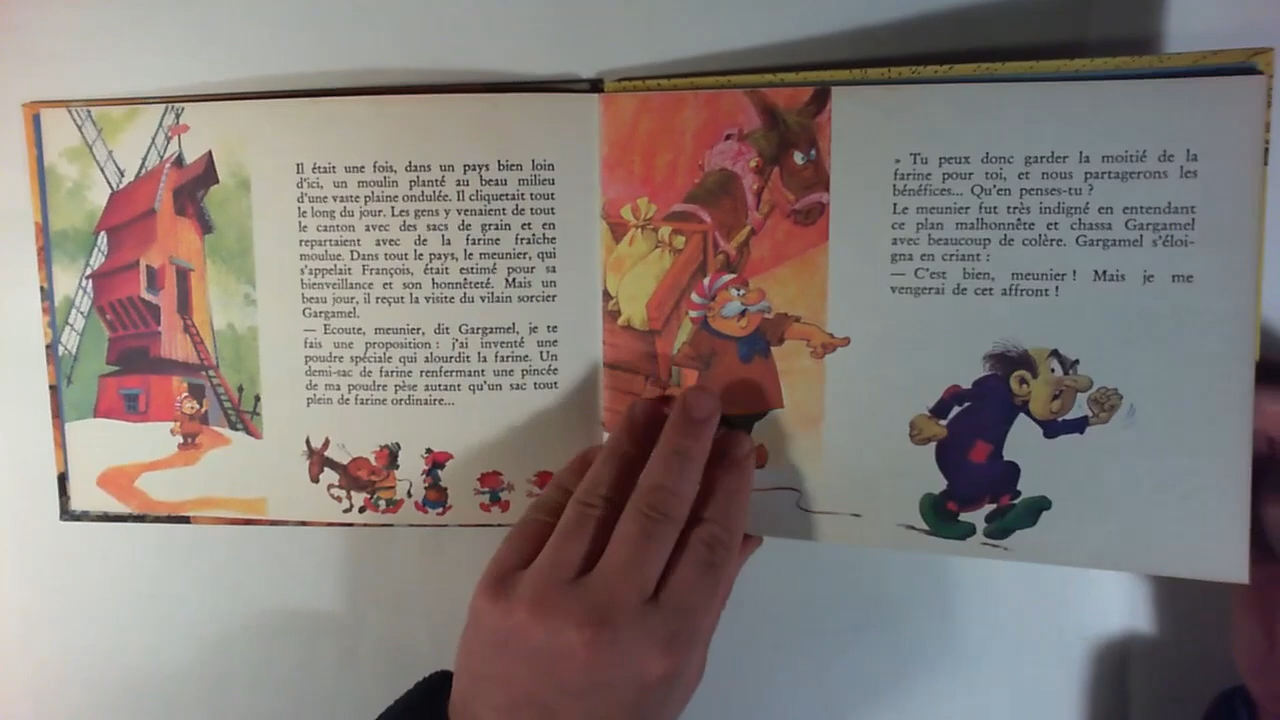 Il était une fois, dans un pays bien loin
d'ici, un moulin planté au beau milieu
d'une vaste plaine ondulée. Il cliquetait tout
le long du jour. Les gens y venaient de tout
le canton avec des sacs de grain et en
repartaient avec de la farine fraîche
moulue. Dans tout le pays, le meunier, qui
s'appelait François, était estimé pour sa
bienveillance et son honnêteté. Mais un
beau jour, il reçut la visite du vilain sorcier
Gargamel.
— Ecoute, meunier, dit Gargamel, je te
fais une proposition : j'ai inventé une
poudre spéciale qui alourdit la farine. Un
demi-sac de farine renfermant une pincée
de ma poudre pèse autant qu'un sac tout
plein de farine ordinaire...
» Tu peux donc garder la moitié de la
farine pour toi, et nous partagerons les
bénéfices... Qu'en penses-tu ?
Le meunier fut très indigné en entendant
ce plan malhonnête et chassa Gargamel
avec beaucoup de colère. Gargamel s'éloi-
gna en criant :
— C'est bien, meunier ! Mais je me
vengerai de cet affront !